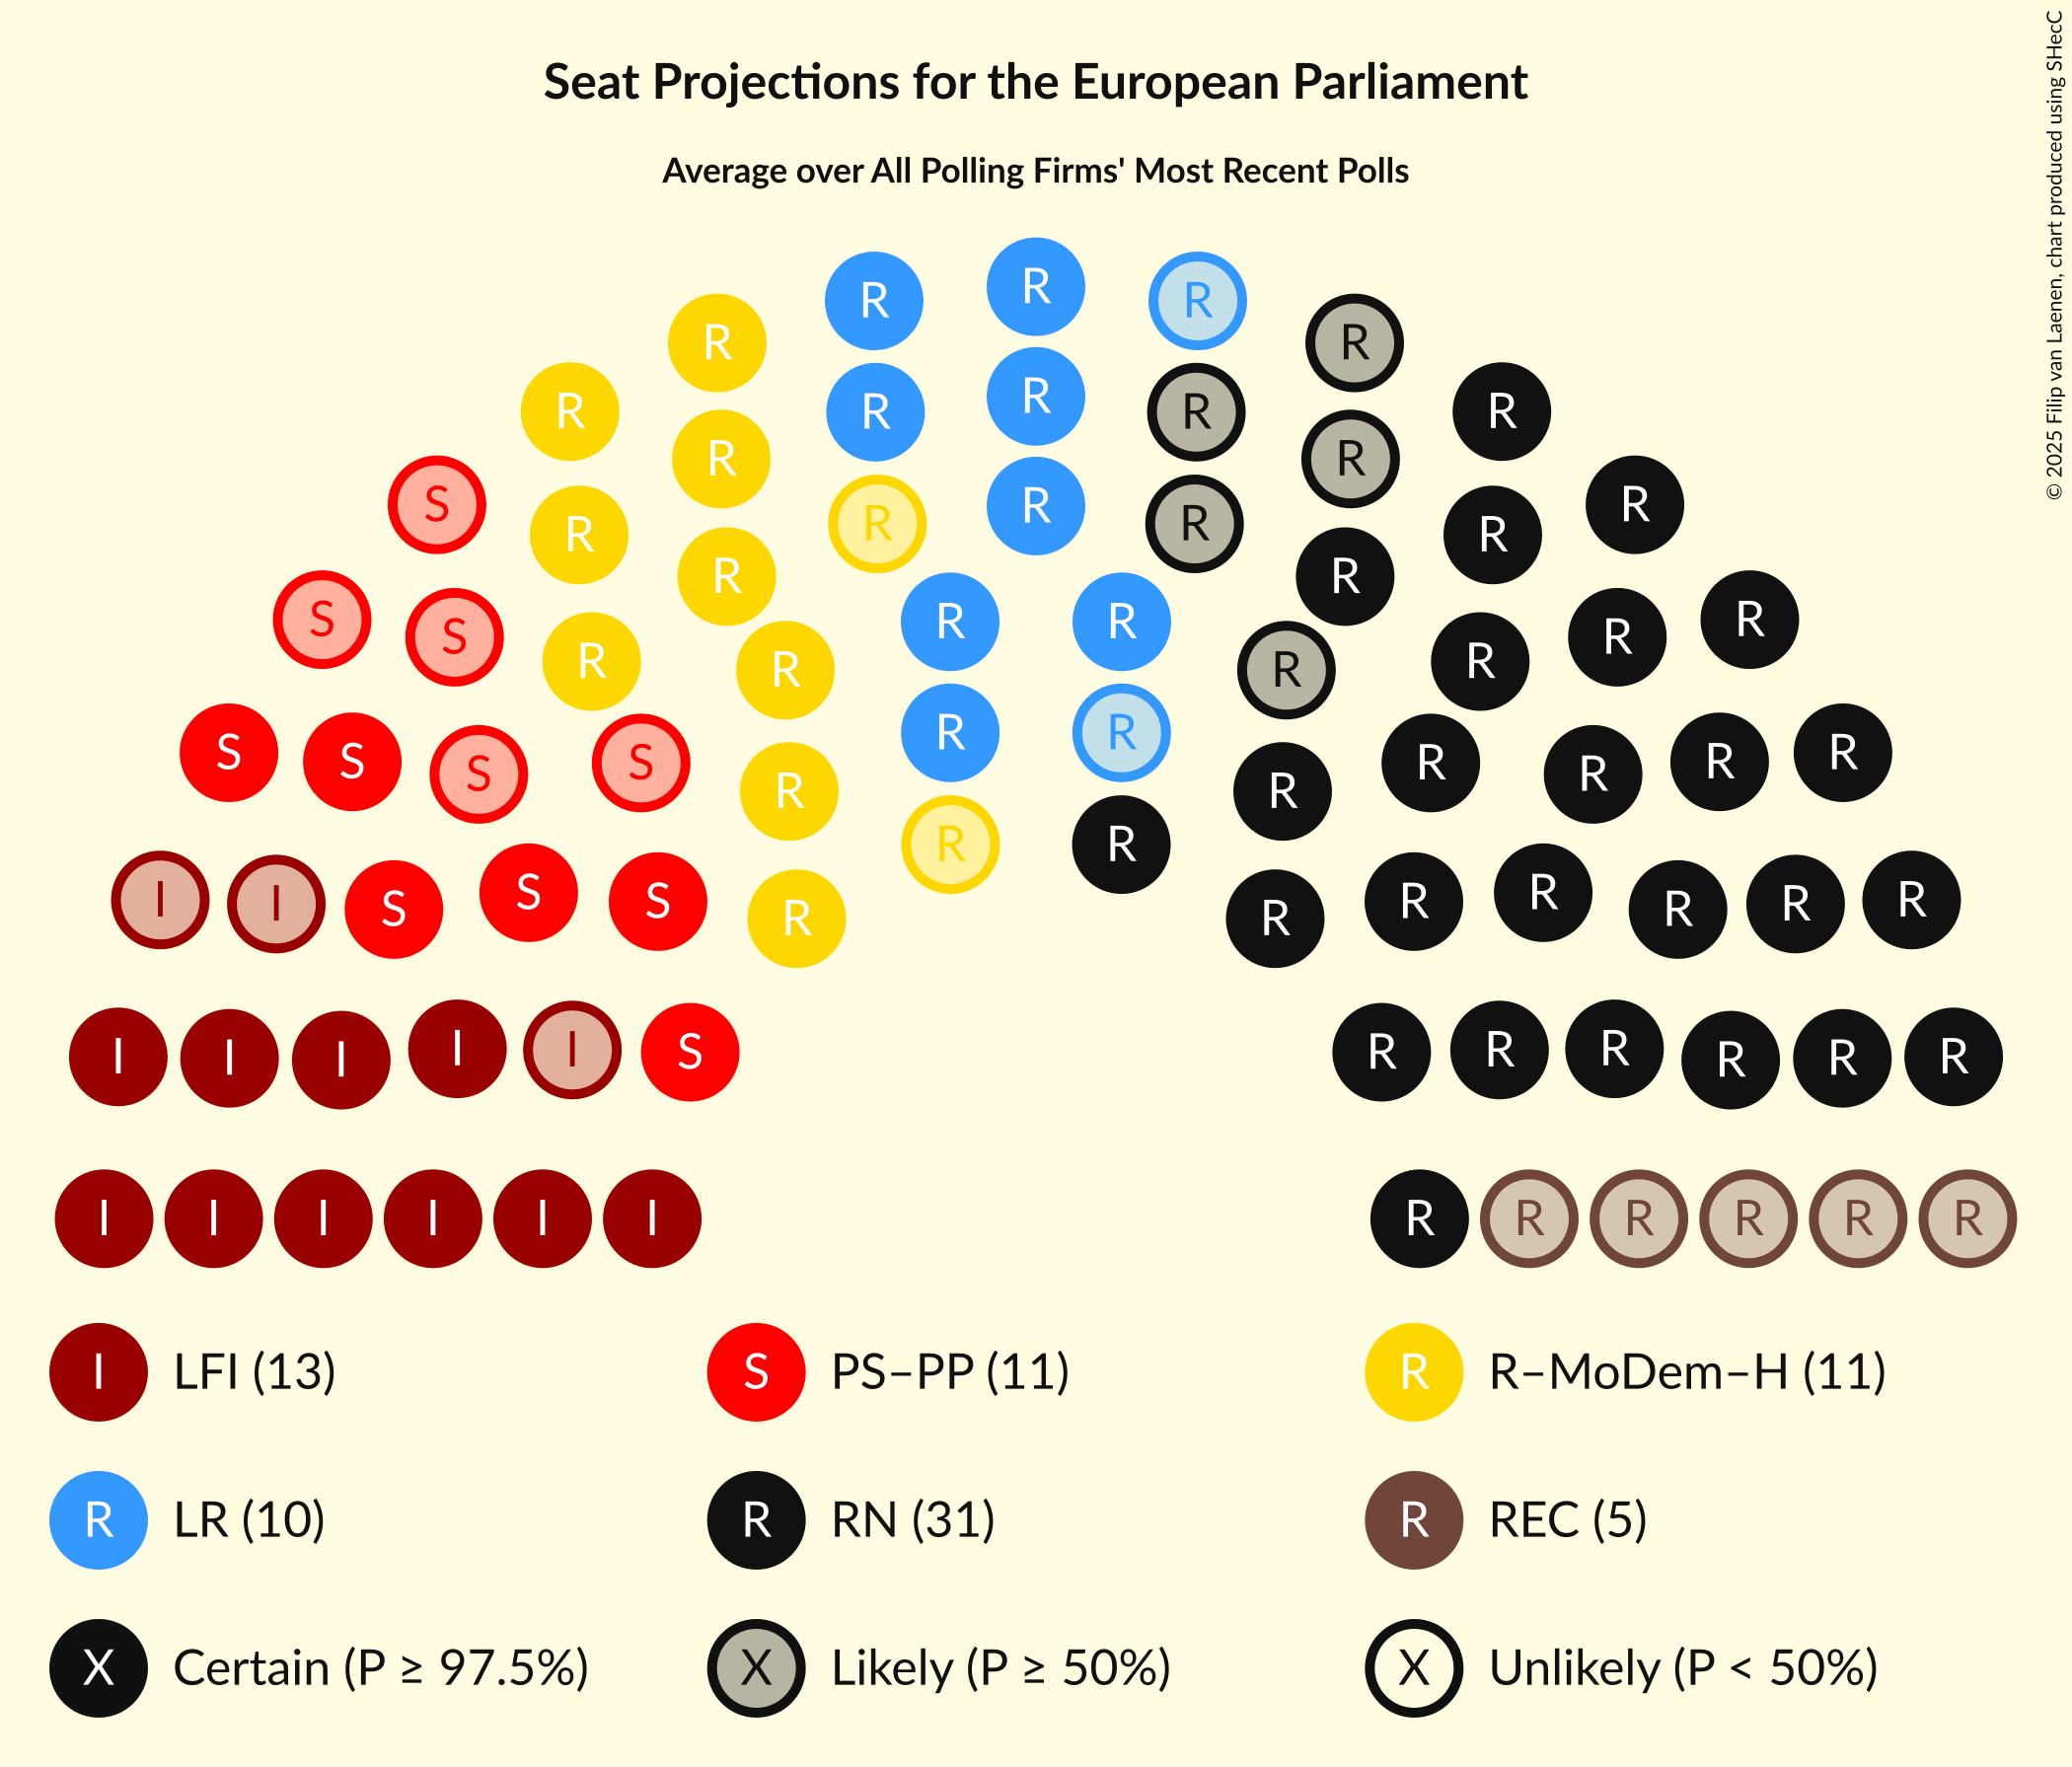 Seat Projections for the European Parliament
Average over All Polling Firms' Most Recent Polls
© 2025 Filip van Laenen, chart produced using SHecC
R
R R
R R
R R
R R
R R
S R R S
R R
R R
R R
S R R R
S S R R
R R
R R
S S R R
S S R R
R R
R
R R
I I S S S R R
R R R R R R
I I I I I S
R R R R R R
I I I I I I R R R R R R
I LFI (13) S PS–PP (11) R R–MoDem–H (11)
R LR (10) R RN (31) R REC (5)
X Certain (P ≥ 97.5%) X Likely (P ≥ 50%) X Unlikely (P < 50%)